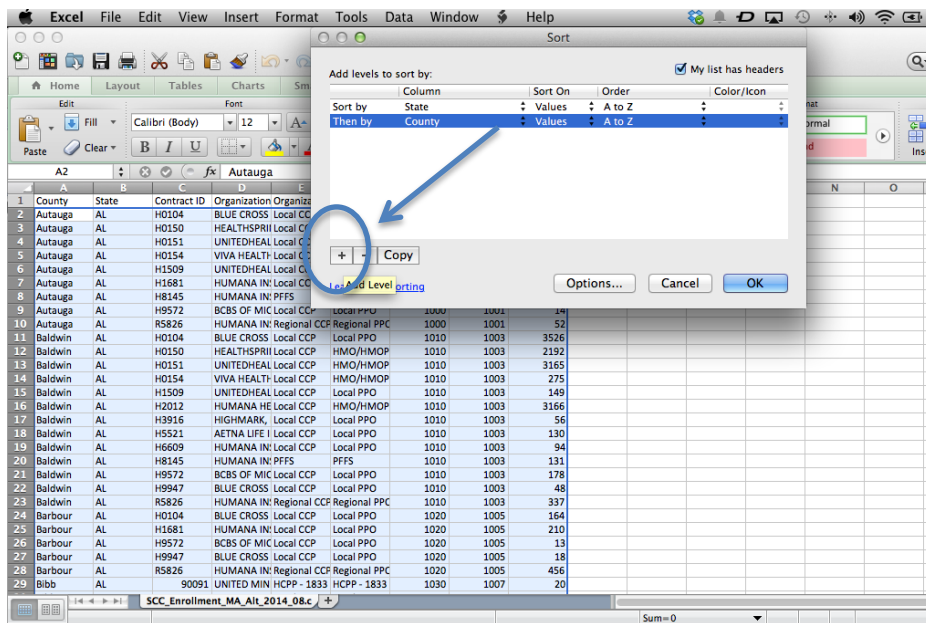 Excel File Edit View Insert Format Tools Data Window Help
Sort
Home Layout Tables Charts
Edit Font
Fill Calibri (Body) 12 A-
Paste Clear B I U
A2 fx Autauga
Add levels to sort by: My list has headers
Column Sort On Order Color/Icon
Sort by State Values A to Z
Then by County Values A to Z
+ - Copy
Add Level
Options... Cancel OK
A B C D E N O
1 County State Contract ID Organization Organiza
2 Autauga AL H0104 BLUE CROSS Local CC
3 Autauga AL H0150 HEALTHSPRI Local C
4 Autauga AL H0151 UNITEDHEAL Local
5 Autauga AL H0154 VIVA HEALTH Local
6 Autauga AL H1509 UNITEDHEAL Local
7 Autauga AL H1681 HUMANA IN Local CC
8 Autauga AL H8145 HUMANA IN PFFS
9 Autauga AL H9572 BCBS OF MIC Local CCP Local PPO 1000 1001 14
10 Autauga AL R5826 HUMANA IN Regional CCP Regional PPO 1000 1001 52
11 Baldwin AL H0104 BLUE CROSS Local CCP Local PPO 1010 1003 3526
12 Baldwin AL H0150 HEALTHSPRI Local CCP HMO/HMOP 1010 1003 2192
13 Baldwin AL H0151 UNITEDHEAL Local CCP HMO/HMOP 1010 1003 3165
14 Baldwin AL H0154 VIVA HEALTH Local CCP HMO/HMOP 1010 1003 275
15 Baldwin AL H1509 UNITEDHEAL Local CCP Local PPO 1010 1003 149
16 Baldwin AL H2012 HUMANA HE Local CCP HMO/HMOP 1010 1003 3166
17 Baldwin AL H3916 HIGHMARK, Local CCP Local PPO 1010 1003 56
18 Baldwin AL H5521 AETNA LIFE I Local CCP Local PPO 1010 1003 130
19 Baldwin AL H6609 HUMANA IN Local CCP Local PPO 1010 1003 94
20 Baldwin AL H8145 HUMANA IN PFFS PFFS 1010 1003 131
21 Baldwin AL H9572 BCBS OF MIC Local CCP Local PPO 1010 1003 178
22 Baldwin AL H9947 BLUE CROSS Local CCP Local PPO 1010 1003 48
23 Baldwin AL R5826 HUMANA IN Regional CCP Regional PPO 1010 1003 337
24 Barbour AL H0104 BLUE CROSS Local CCP Local PPO 1020 1005 164
25 Barbour AL H1681 HUMANA IN Local CCP Local PPO 1020 1005 210
26 Barbour AL H9572 BCBS OF MIC Local CCP Local PPO 1020 1005 13
27 Barbour AL H9947 BLUE CROSS Local CCP Local PPO 1020 1005 18
28 Barbour AL R5826 HUMANA IN Regional CCP Regional PPO 1020 1005 456
29 Bibb AL 90091 UNITED MIN HCPP - 1833 HCPP - 1833 1030 1007 20
SCC_Enrollment_MA_Alt_2014_08.c +
Sum=0